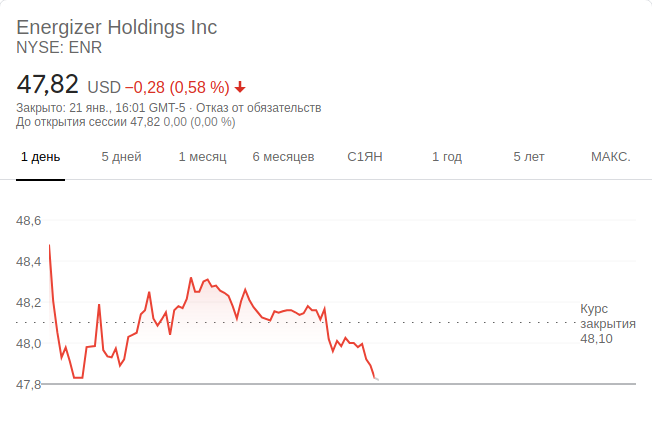 Energizer Holdings Inc
NYSE: ENR
47,82 USD −0,28 (0,58 %)
Закрыто: 21 янв., 16:01 GMT-5 · Отказ от обязательств
До открытия сессии 47,82 0,00 (0,00 %)
1 день 5 дней 1 месяц 6 месяцев С1ЯН 1 год 5 лет МАКС.
48,6
48,4
48,2
48,0
47,8
Курс
закрытия
48,10